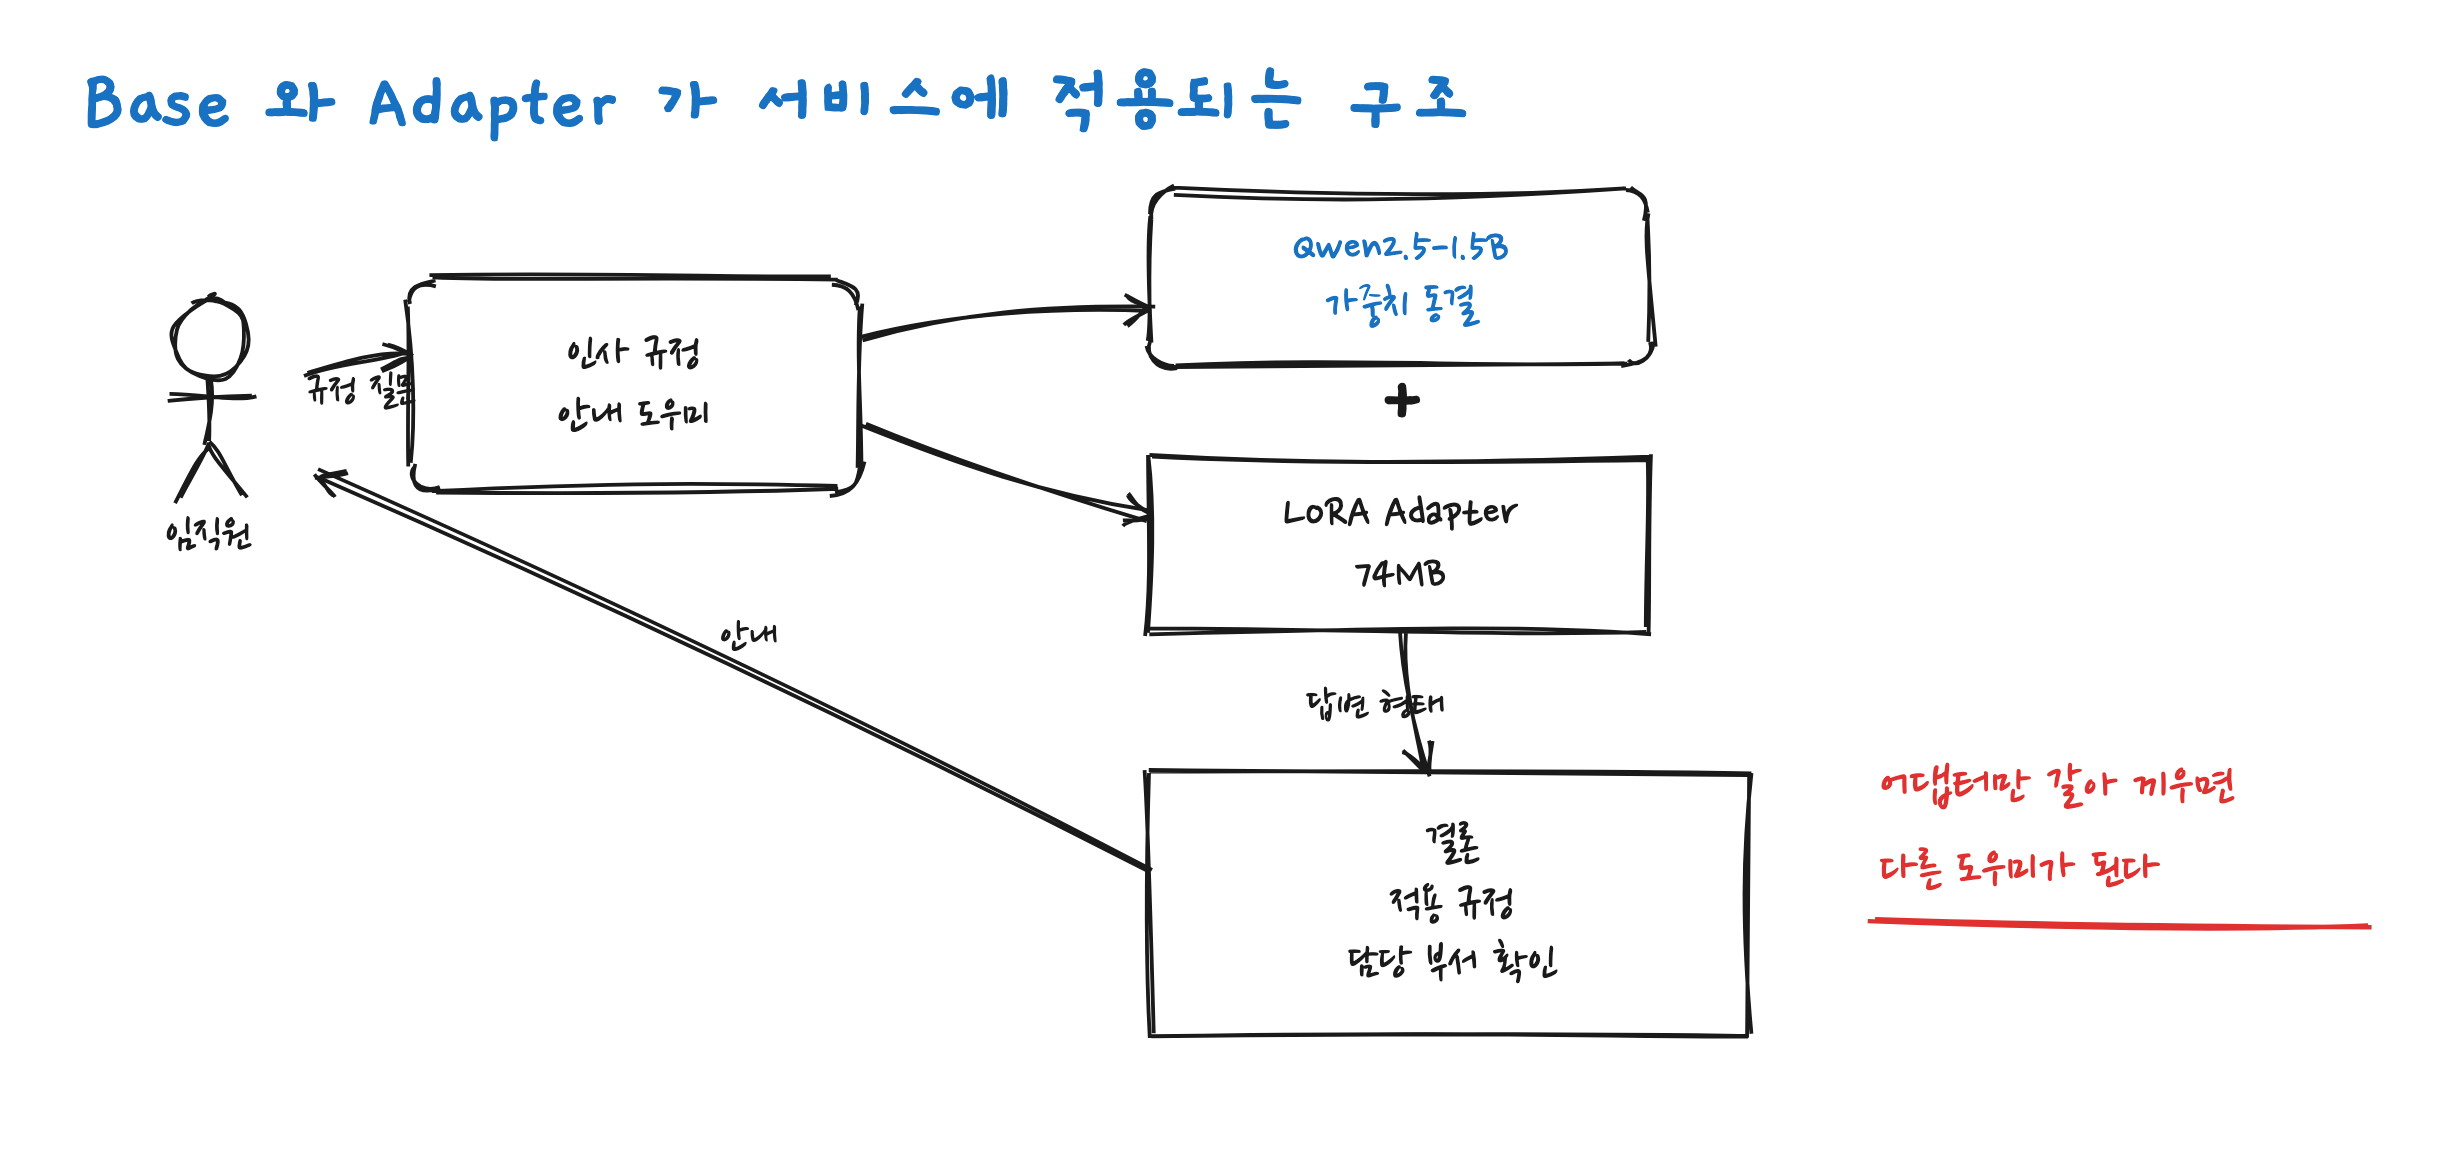 Base 와 Adapter 가 서비스에 적용되는 구조
Qwen2.5-1.5B
가중치 동결
+
인사 규정
안내 도우미
규정 질문
임직원
LoRA Adapter
74MB
안내
답변 형태
결론
적용 규정
담당 부서 확인
어댑터만 갈아 끼우면
다른 도우미가 된다